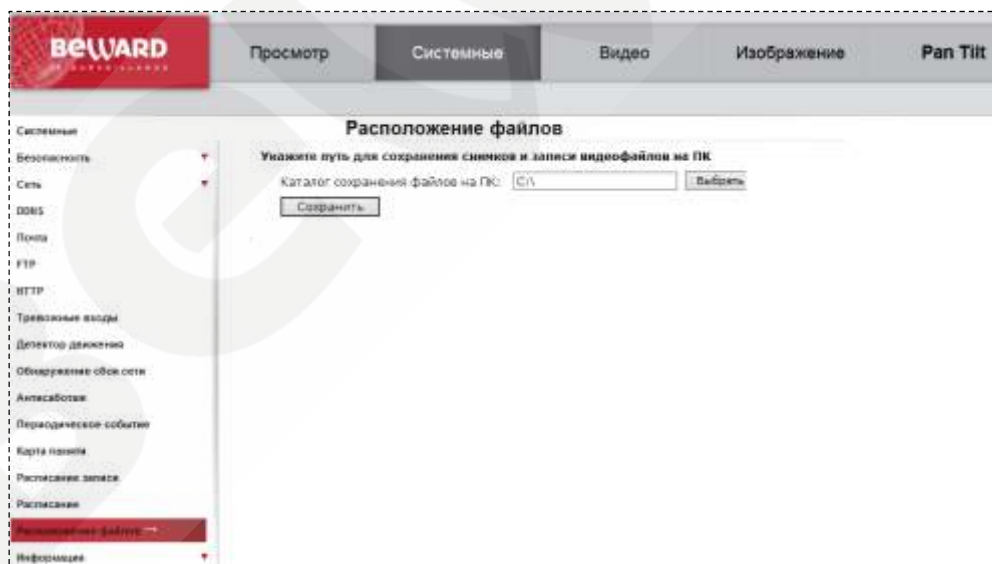 BEWARD
Просмотр Системные Видео Изображение Pan Tilt
Системные
Безопасность
Сеть
DDNS
Почта
FTP
HTTP
Тревожные входы
Детектор движения
Обнаружение сбоя сети
Антисаботаж
Периодическое событие
Карта памяти
Расписание записи
Расписание
Расположение файлов →
Информация
Расположение файлов
Укажите путь для сохранения снимков и записи видеофайлов на ПК
Каталог сохранения файлов на ПК: C:\ Выбрать
Сохранить